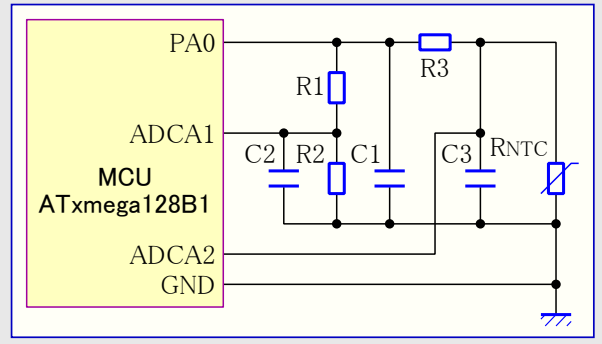 PA0
R3
R1
ADCA1
C2
R2
C1
C3
RNTC
MCU
ATxmega128B1
ADCA2
GND